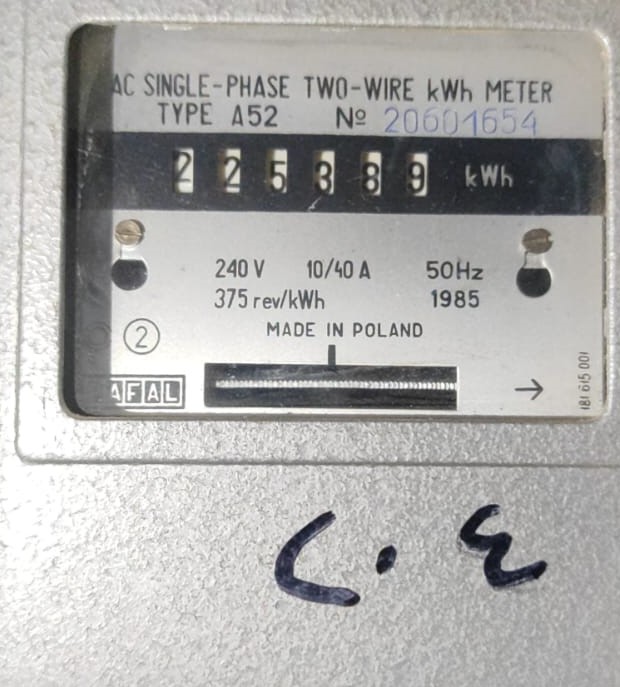 AC SINGLE-PHASE TWO-WIRE kWh METER
TYPE A52 Nº 20601654
225389 kWh
240 V 10/40 A 50Hz
375 rev/kWh 1985
MADE IN POLAND
2
AFAL →
181 615 001